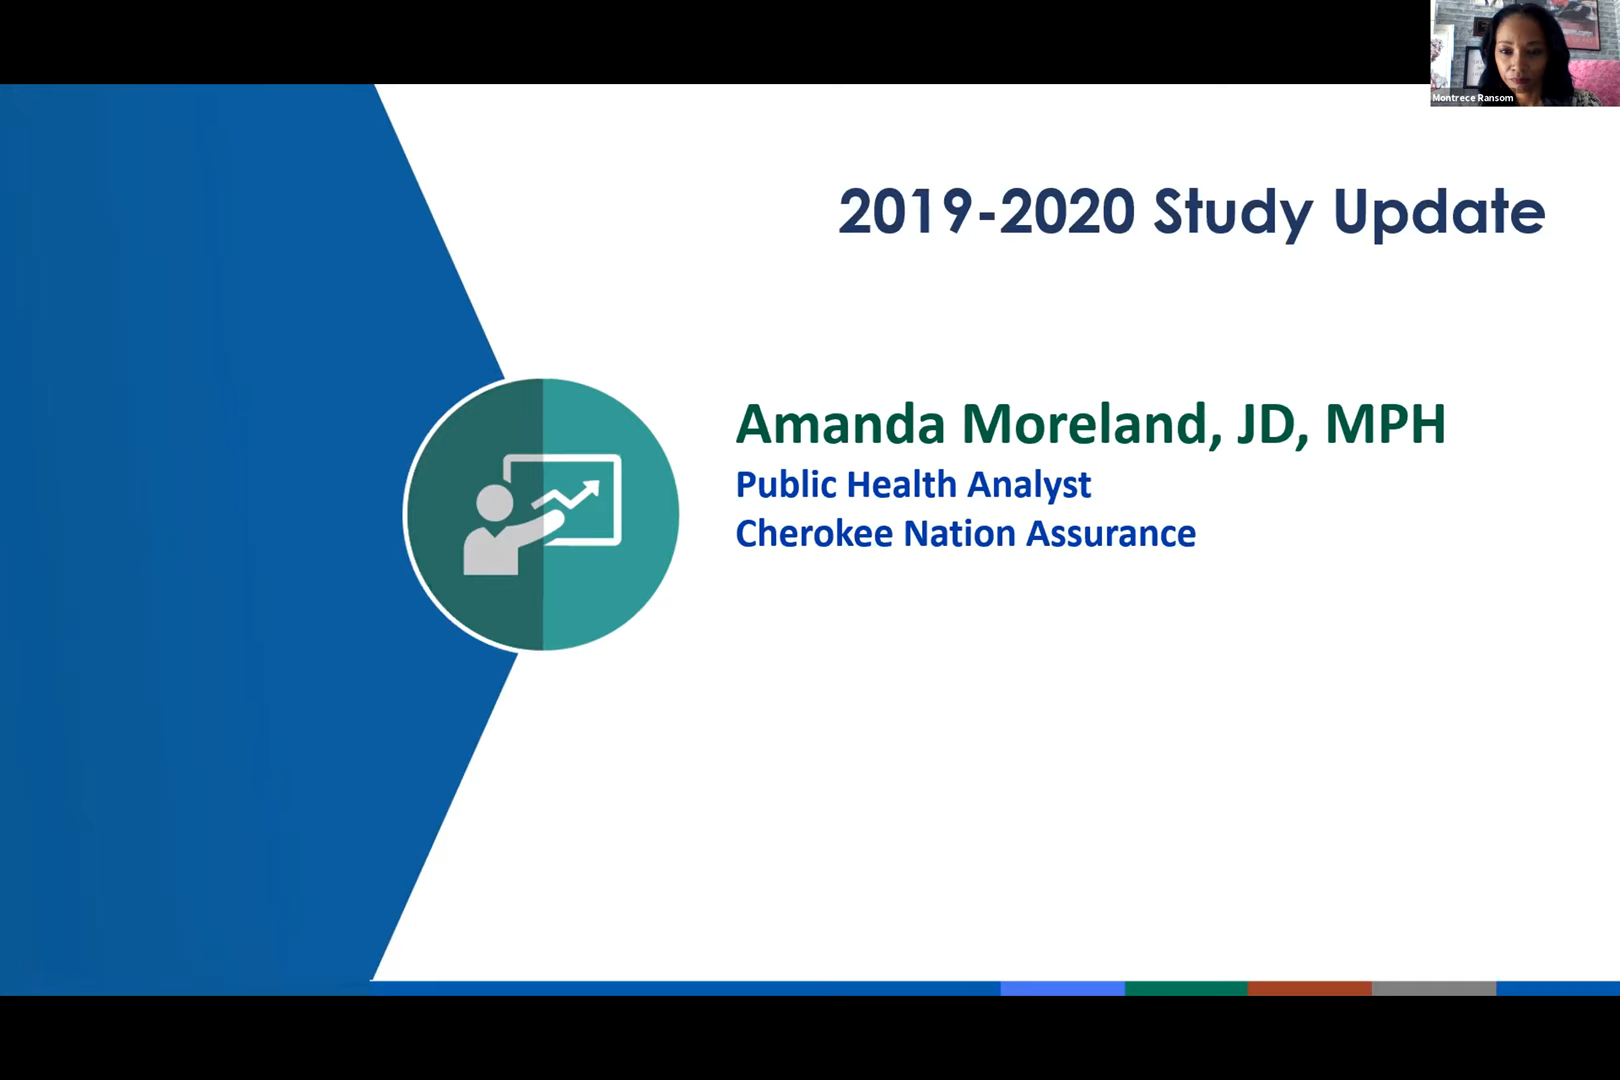 Montrece Ransom
2019-2020 Study Update
Amanda Moreland, JD, MPH
Public Health Analyst
Cherokee Nation Assurance